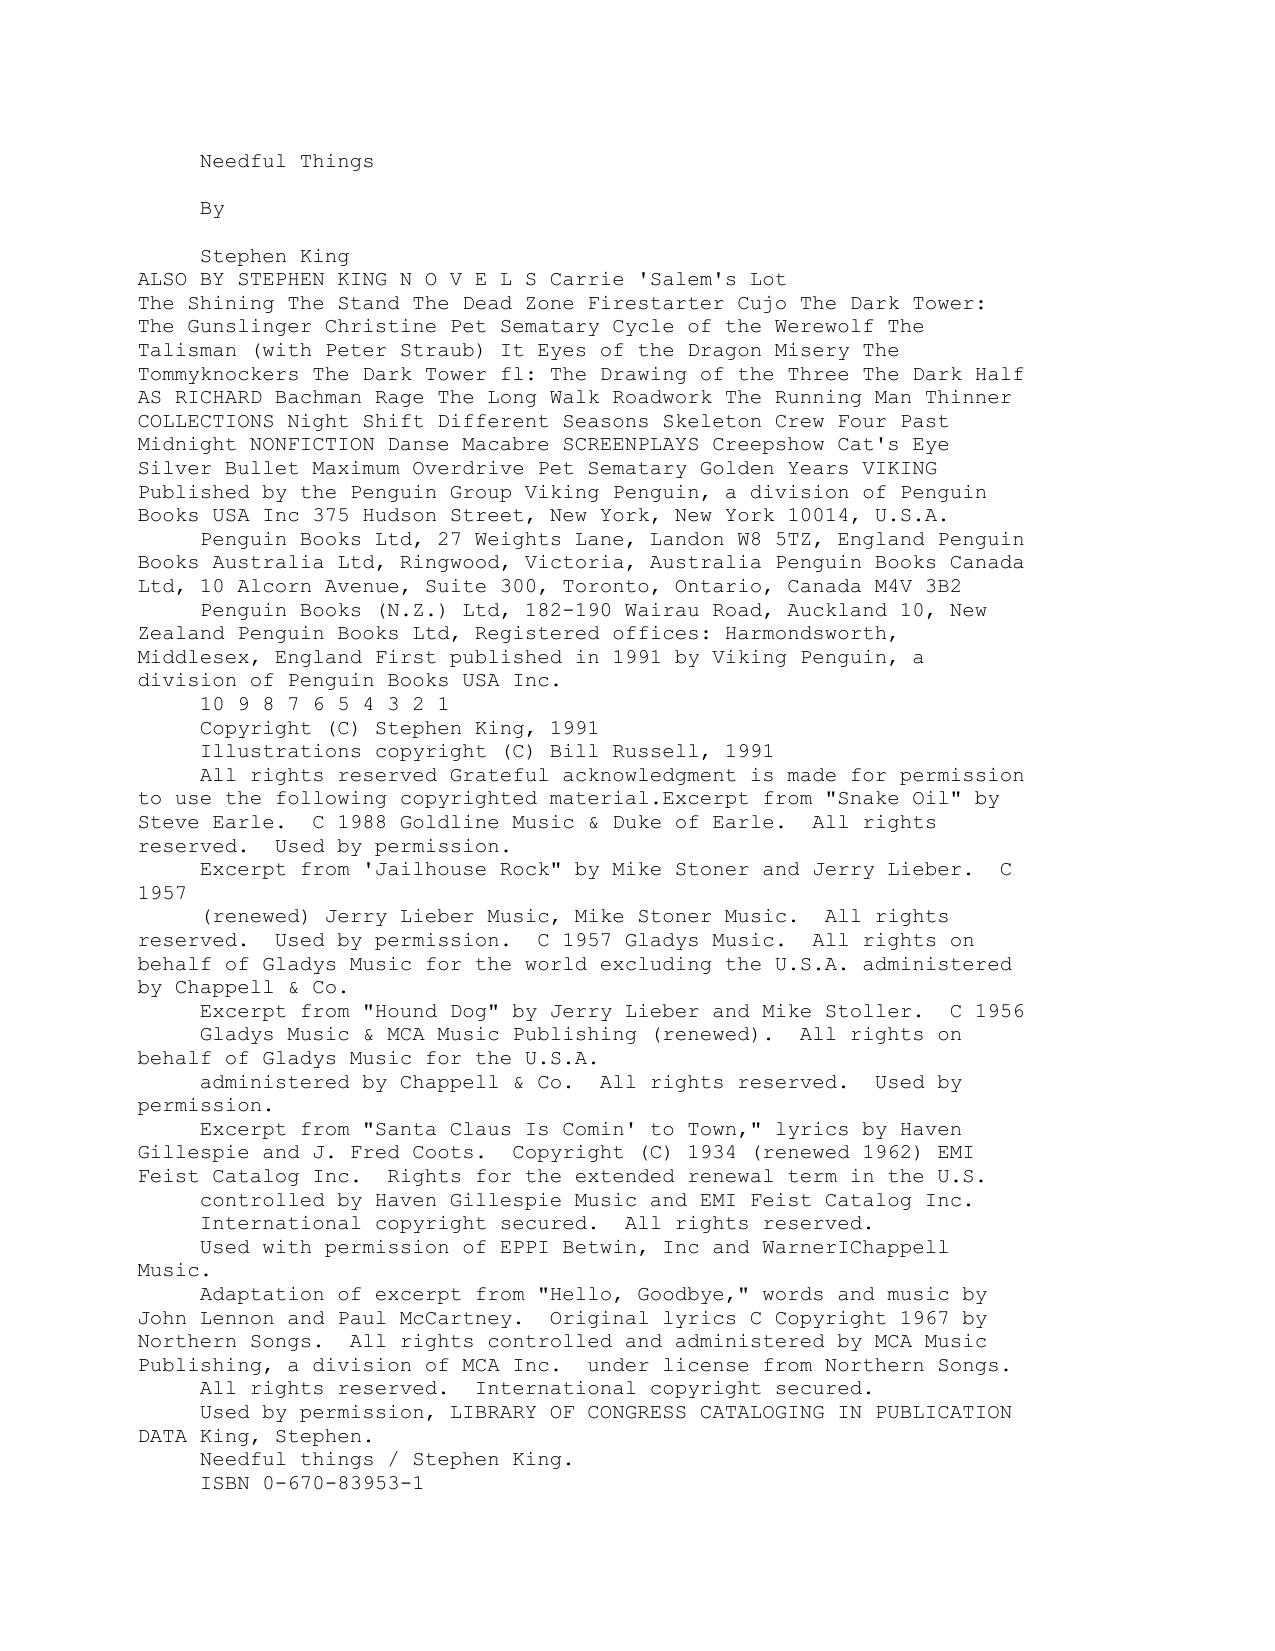 Needful Things
By
Stephen King
ALSO BY STEPHEN KING N O V E L S Carrie 'Salem's Lot
The Shining The Stand The Dead Zone Firestarter Cujo The Dark Tower:
The Gunslinger Christine Pet Sematary Cycle of the Werewolf The
Talisman (with Peter Straub) It Eyes of the Dragon Misery The
Tommyknockers The Dark Tower fl: The Drawing of the Three The Dark Half
AS RICHARD Bachman Rage The Long Walk Roadwork The Running Man Thinner
COLLECTIONS Night Shift Different Seasons Skeleton Crew Four Past
Midnight NONFICTION Danse Macabre SCREENPLAYS Creepshow Cat's Eye
Silver Bullet Maximum Overdrive Pet Sematary Golden Years VIKING
Published by the Penguin Group Viking Penguin, a division of Penguin
Books USA Inc 375 Hudson Street, New York, New York 10014, U.S.A.
Penguin Books Ltd, 27 Weights Lane, Landon W8 5TZ, England Penguin
Books Australia Ltd, Ringwood, Victoria, Australia Penguin Books Canada
Ltd, 10 Alcorn Avenue, Suite 300, Toronto, Ontario, Canada M4V 3B2
Penguin Books (N.Z.) Ltd, 182-190 Wairau Road, Auckland 10, New
Zealand Penguin Books Ltd, Registered offices: Harmondsworth,
Middlesex, England First published in 1991 by Viking Penguin, a
division of Penguin Books USA Inc.
10 9 8 7 6 5 4 3 2 1
Copyright (C) Stephen King, 1991
Illustrations copyright (C) Bill Russell, 1991
All rights reserved Grateful acknowledgment is made for permission
to use the following copyrighted material.Excerpt from "Snake Oil" by
Steve Earle.  C 1988 Goldline Music & Duke of Earle.  All rights
reserved.  Used by permission.
Excerpt from 'Jailhouse Rock" by Mike Stoner and Jerry Lieber.  C
1957
(renewed) Jerry Lieber Music, Mike Stoner Music.  All rights
reserved.  Used by permission.  C 1957 Gladys Music.  All rights on
behalf of Gladys Music for the world excluding the U.S.A. administered
by Chappell & Co.
Excerpt from "Hound Dog" by Jerry Lieber and Mike Stoller.  C 1956
Gladys Music & MCA Music Publishing (renewed).  All rights on
behalf of Gladys Music for the U.S.A.
administered by Chappell & Co.  All rights reserved.  Used by
permission.
Excerpt from "Santa Claus Is Comin' to Town," lyrics by Haven
Gillespie and J. Fred Coots.  Copyright (C) 1934 (renewed 1962) EMI
Feist Catalog Inc.  Rights for the extended renewal term in the U.S.
controlled by Haven Gillespie Music and EMI Feist Catalog Inc.
International copyright secured.  All rights reserved.
Used with permission of EPPI Betwin, Inc and WarnerIChappell
Music.
Adaptation of excerpt from "Hello, Goodbye," words and music by
John Lennon and Paul McCartney.  Original lyrics C Copyright 1967 by
Northern Songs.  All rights controlled and administered by MCA Music
Publishing, a division of MCA Inc.  under license from Northern Songs.
All rights reserved.  International copyright secured.
Used by permission, LIBRARY OF CONGRESS CATALOGING IN PUBLICATION
DATA King, Stephen.
Needful things / Stephen King.
ISBN 0-670-83953-1